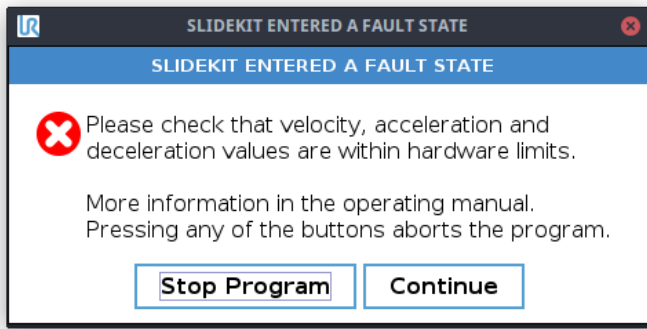 UR
SLIDEKIT ENTERED A FAULT STATE
SLIDEKIT ENTERED A FAULT STATE
Please check that velocity, acceleration and
deceleration values are within hardware limits.
More information in the operating manual.
Pressing any of the buttons aborts the program.
Stop Program
Continue